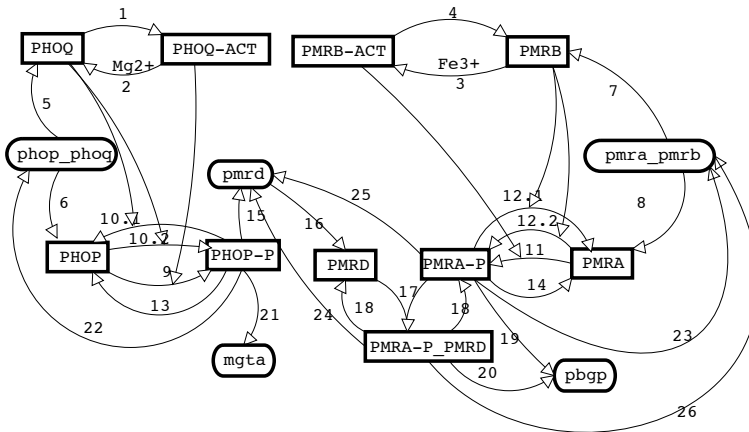 1
4
PHOQ
PHOQ-ACT
PMRB-ACT
PMRB
Mg2+
Fe3+
2
3
5
7
phop_phoq
pmrd
pmra_pmrb
6
25
12.1
8
10.1
15
16
12.2
10.2
PHOP
PHOP-P
PMRD
PMRA-P
11
PMRA
9
14
13
17
18
18
21
24
22
19
23
PMRA-P_PMRD
mgta
20
pbgp
26